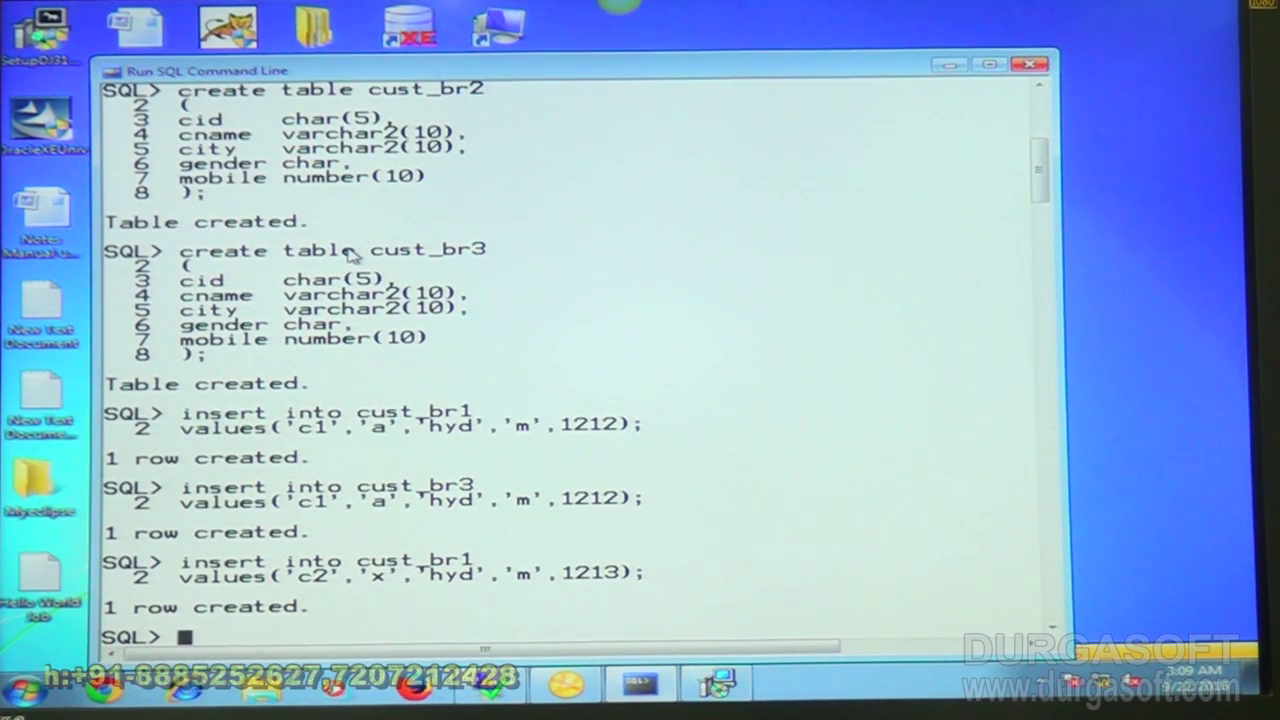 1080
SetupDJ31...
XE
Run SQL Command Line
SQL> create table cust_br2
2 (
3 cid char(5),
4 cname varchar2(10),
5 city varchar2(10),
6 gender char,
7 mobile number(10)
8 );
Table created.
SQL> create table cust_br3
2 (
3 cid char(5),
4 cname varchar2(10),
5 city varchar2(10),
6 gender char,
7 mobile number(10)
8 );
Table created.
SQL> insert into cust_br1
2 values('c1','a','hyd','m',1212);
1 row created.
SQL> insert into cust_br3
2 values('c1','a','hyd','m',1212);
1 row created.
SQL> insert into cust_br1
2 values('c2','x','hyd','m',1213);
1 row created.
SQL>
OracleXEUniv
Notes
Manual u...
New Text
Document
New Text
Docume...
Myeclipse
Hello World
Job
h:+91-8885252627,7207212428
DURGASOFT
3:09 AM
9/22/2016
www.durgasoft.com